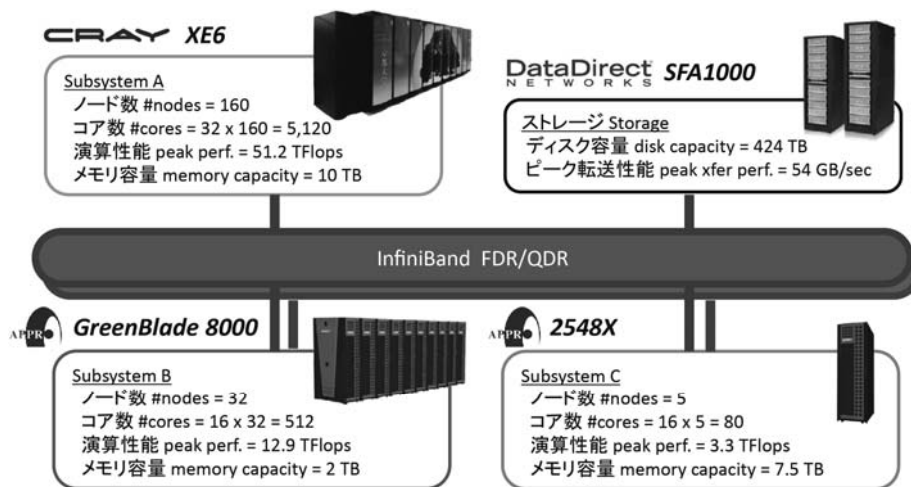 CRAY XE6
Subsystem A
ノード数 #nodes = 160
コア数 #cores = 32 x 160 = 5,120
演算性能 peak perf. = 51.2 TFlops
メモリ容量 memory capacity = 10 TB
DataDirect NETWORKS SFA1000
ストレージ Storage
ディスク容量 disk capacity = 424 TB
ピーク転送性能 peak xfer perf. = 54 GB/sec
InfiniBand FDR/QDR
APPRO GreenBlade 8000
Subsystem B
ノード数 #nodes = 32
コア数 #cores = 16 x 32 = 512
演算性能 peak perf. = 12.9 TFlops
メモリ容量 memory capacity = 2 TB
APPRO 2548X
Subsystem C
ノード数 #nodes = 5
コア数 #cores = 16 x 5 = 80
演算性能 peak perf. = 3.3 TFlops
メモリ容量 memory capacity = 7.5 TB